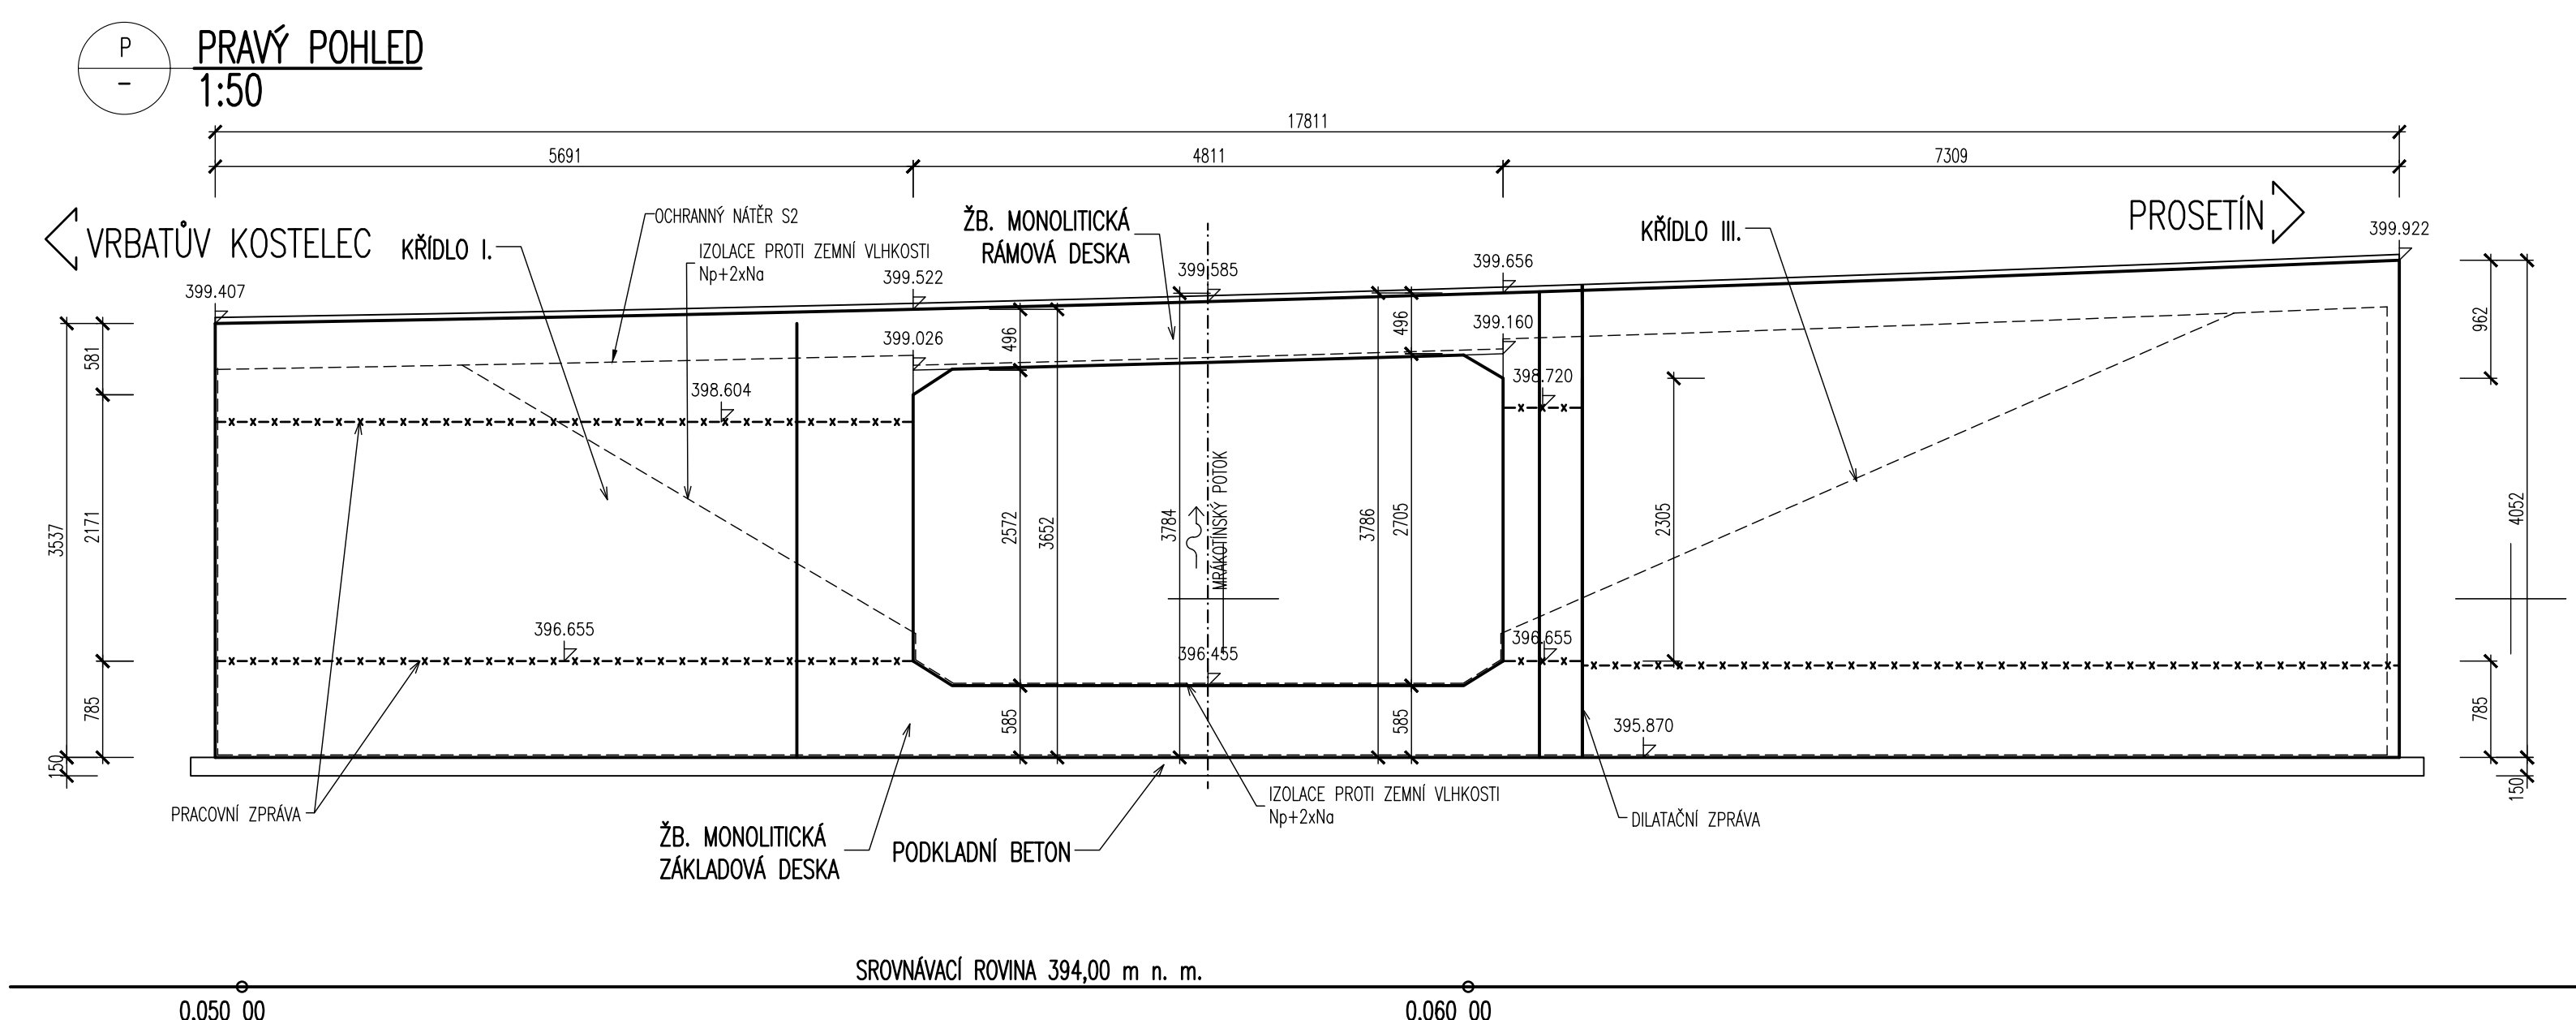 P
-
PRAVÝ POHLED
1:50
17811
5691
4811
7309
VRBATŮV KOSTELEC
PROSETÍN
KŘÍDLO I.
OCHRANNÝ NÁTĚR S2
IZOLACE PROTI ZEMNÍ VLHKOSTI
Np+2xNa
ŽB. MONOLITICKÁ
RÁMOVÁ DESKA
KŘÍDLO III.
399.407
399.522
399.585
399.656
399.922
399.026
399.160
398.604
398.720
581
496
496
962
3537
2171
2572
3652
3784
3786
2705
2305
4052
MRÁKOTÍNSKÝ POTOK
396.655
396.455
396.655
395.870
785
585
585
785
150
150
PRACOVNÍ ZPRÁVA
IZOLACE PROTI ZEMNÍ VLHKOSTI
Np+2xNa
DILATAČNÍ ZPRÁVA
ŽB. MONOLITICKÁ
ZÁKLADOVÁ DESKA
PODKLADNÍ BETON
SROVNÁVACÍ ROVINA 394,00 m n. m.
0.050 00
0.060 00